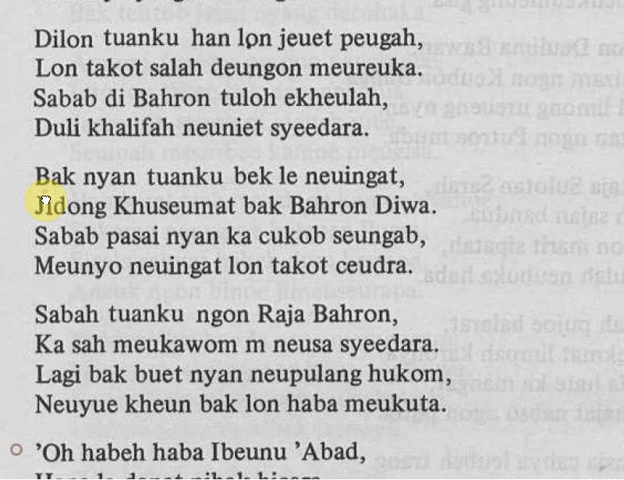 Dilon tuanku han lọn jeuet peugah,
Lon takot salah deungon meureuka.
Sabab di Bahron tuloh ekheulah,
Duli khalifah neuniet syeedara.
Bak nyan tuanku bek le neuingat,
Jidong Khuseumat bak Bahron Diwa.
Sabab pasai nyan ka cukob seungab,
Meunyo neuingat lon takot ceudra.
Sabah tuanku ngon Raja Bahron,
Ka sah meukawom m neusa syeedara.
Lagi bak buet nyan neupulang hukom,
Neuyue kheun bak lon haba meukuta.
’Oh habeh haba Ibeunu ’Abad,